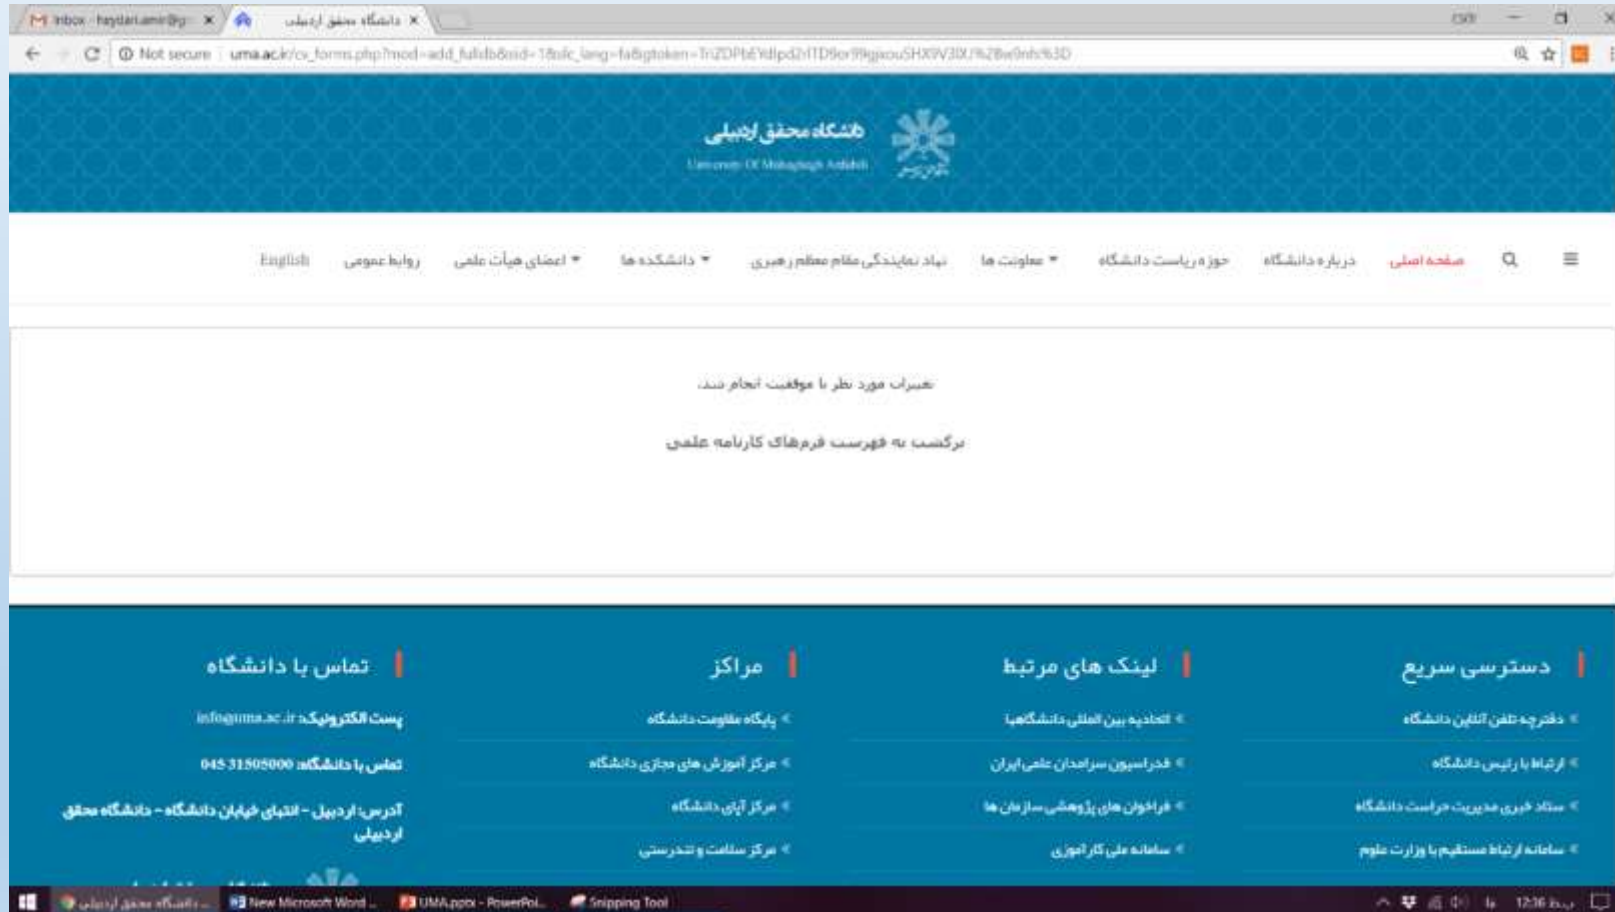 دانشگاه محقق اردبیلی
Not secure
دانشگاه محقق اردبیلی
University Of Mohaghegh Ardabili
صفحه اصلی
درباره دانشگاه
حوزه ریاست دانشگاه
معاونت ها
نهاد نمایندگی مقام معظم رهبری
دانشکده ها
اعضای هیأت علمی
روابط عمومی
English
تغییرات مورد نظر با موفقیت انجام شد.
برگشت به فهرست فرم‌های کارنامه علمی
دسترسی سریع
» دفترچه تلفن آنلاین دانشگاه
» ارتباط با رئیس دانشگاه
» ستاد خبری مدیریت حراست دانشگاه
» سامانه ارتباط مستقیم با وزارت علوم
لینک های مرتبط
» اتحادیه بین المللی دانشگاهها
» فدراسیون سرآمدان علمی ایران
» فراخوان های پژوهشی سازمان ها
» سامانه ملی کارآموزی
مراکز
» پایگاه مقاومت دانشگاه
» مرکز آموزش های مجازی دانشگاه
» مرکز آپای دانشگاه
» مرکز سلامت و تندرستی
تماس با دانشگاه
پست الکترونیک: info@uma.ac.ir
تماس با دانشگاه: 31505000 045
آدرس: اردبیل - انتهای خیابان دانشگاه - دانشگاه محقق
اردبیلی
دانشگاه محقق اردبیلی ...
New Microsoft Word ...
UMA.pptx - PowerPoi...
Snipping Tool
12:36